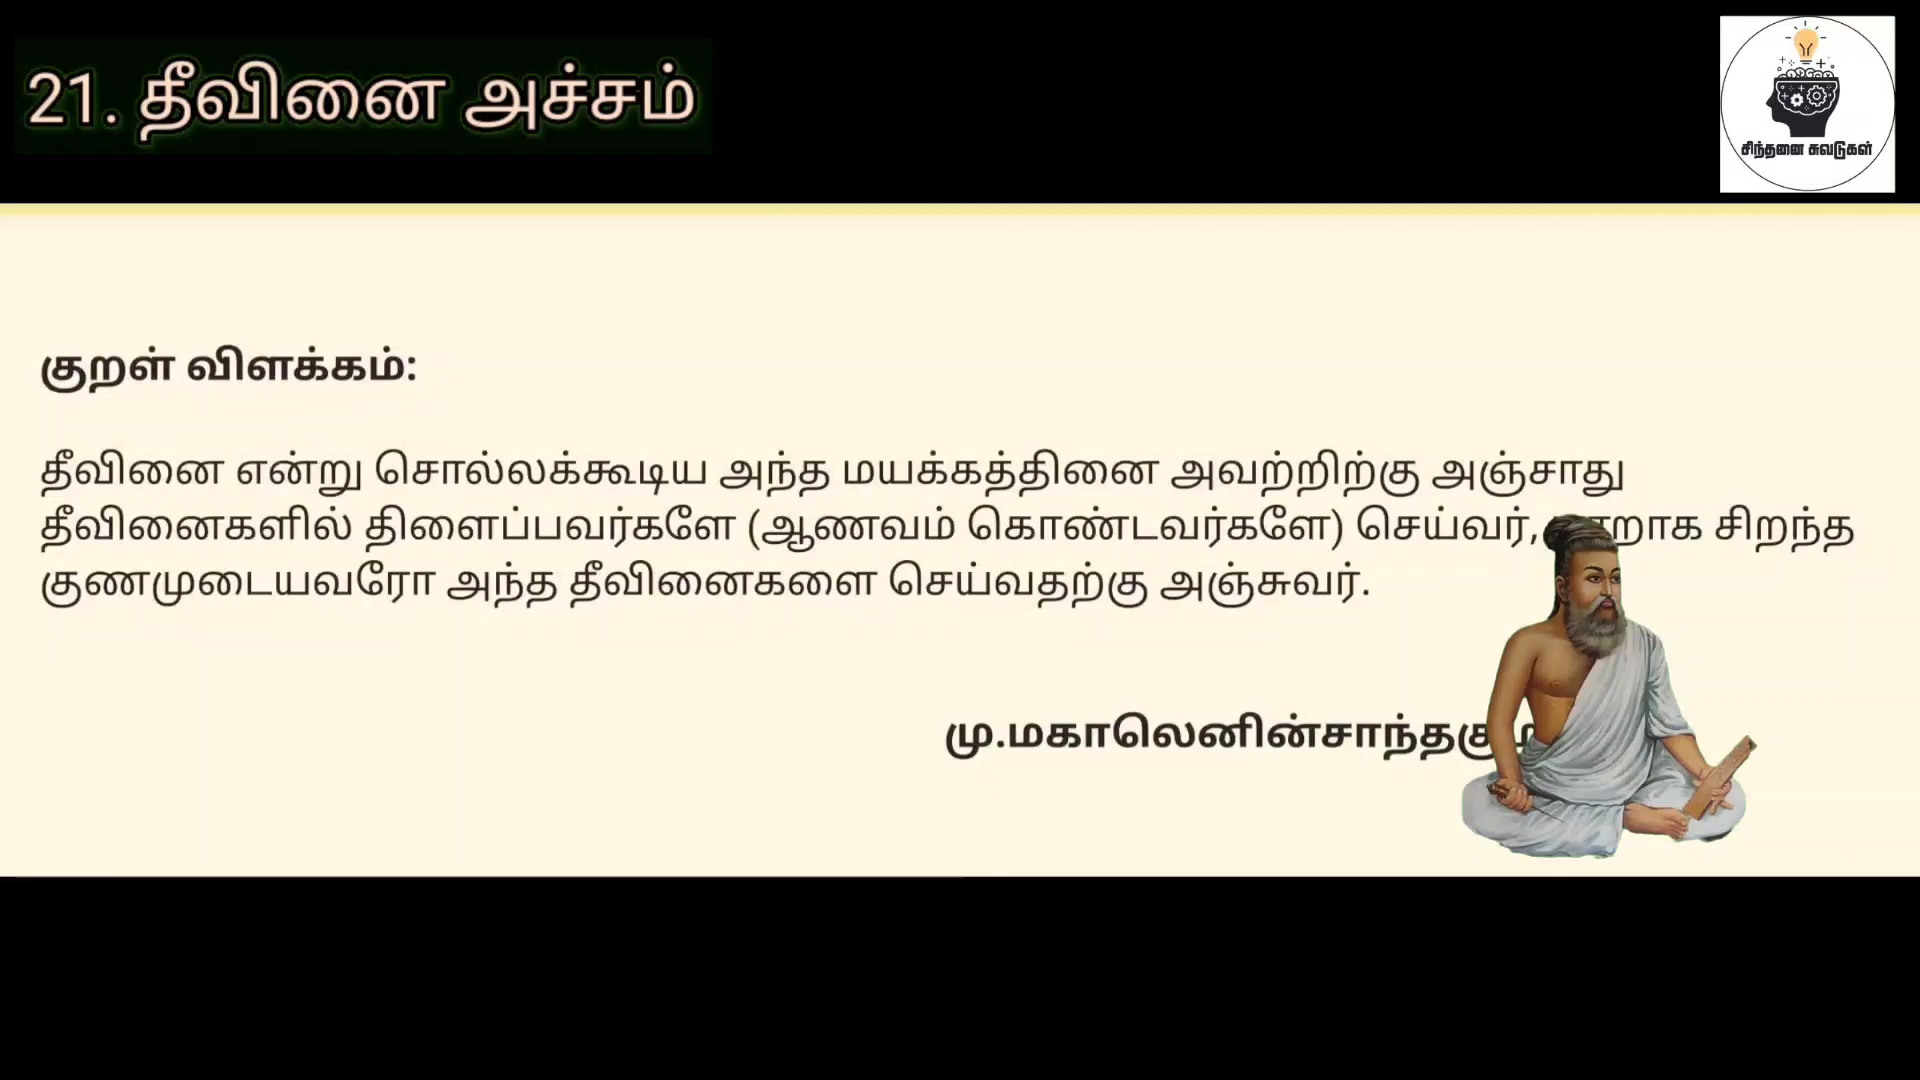 21. தீவினை அச்சம்
சிந்தனை சுவடுகள்
குறள் விளக்கம்:
தீவினை என்று சொல்லக்கூடிய அந்த மயக்கத்தினை அவற்றிற்கு அஞ்சாது
தீவினைகளில் திளைப்பவர்களே (ஆணவம் கொண்டவர்களே) செய்வர், சிறந்த
குணமுடையவரோ அந்த தீவினைகளை செய்வதற்கு அஞ்சுவர்.